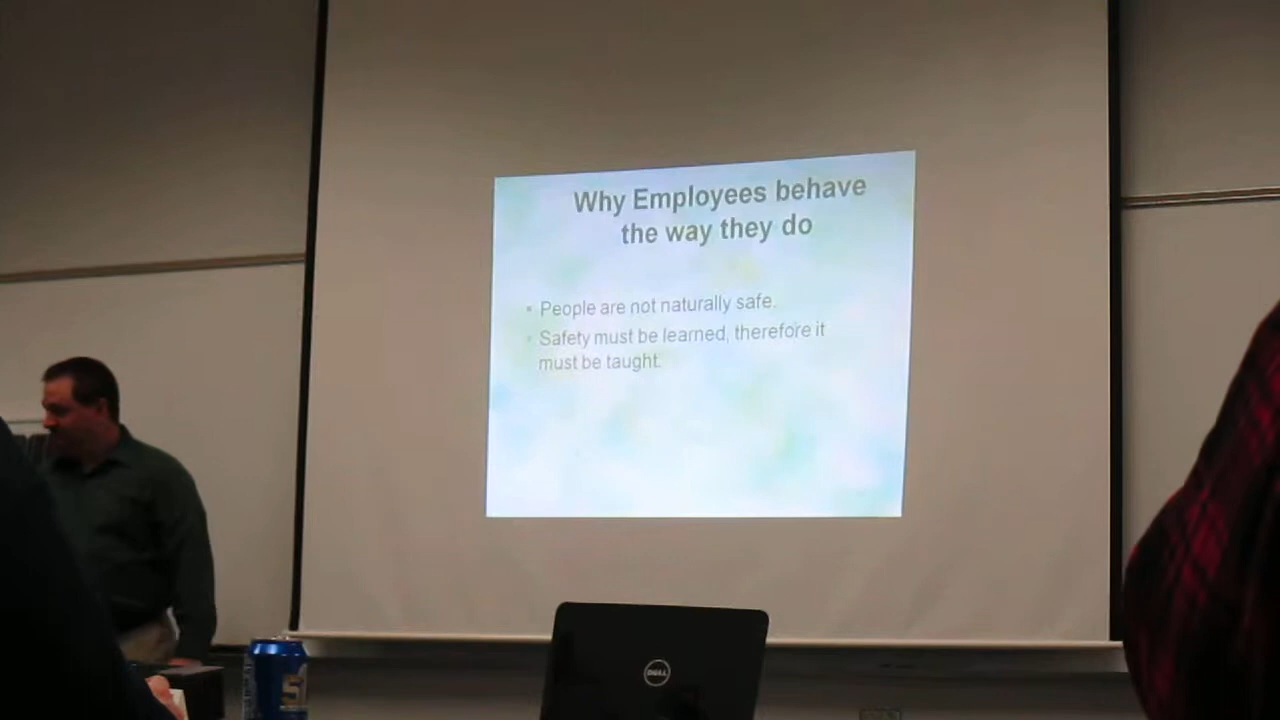 Why Employees behave
the way they do
• People are not naturally safe.
• Safety must be learned, therefore it
must be taught.
DELL
5